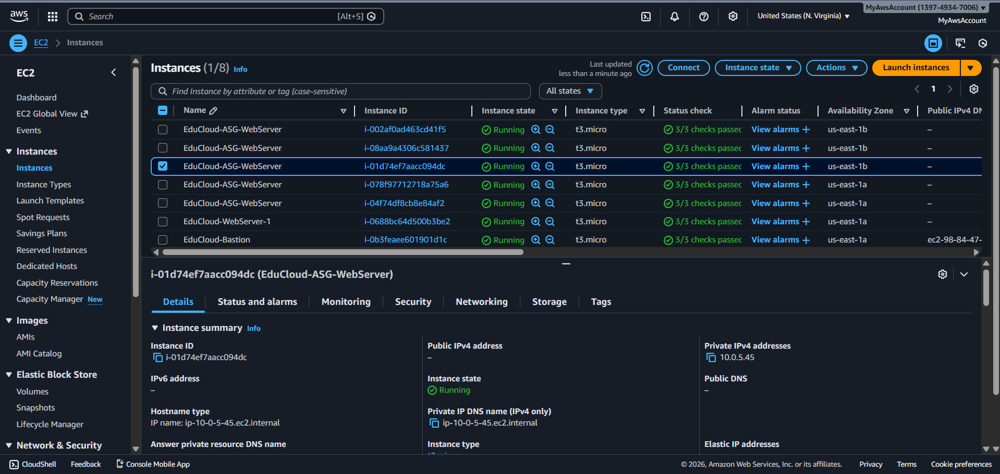 aws
Search [Alt+S]
United States (N. Virginia)
MyAwsAccount (1397-4934-7006)
MyAwsAccount
EC2 Instances
EC2
Dashboard
EC2 Global View
Events
Instances
Instances
Instance Types
Launch Templates
Spot Requests
Savings Plans
Reserved Instances
Dedicated Hosts
Capacity Reservations
Capacity Manager New
Images
AMIs
AMI Catalog
Elastic Block Store
Volumes
Snapshots
Lifecycle Manager
Network & Security
Instances (1/8) Info
Last updated
less than a minute ago
Connect
Instance state
Actions
Launch instances
Find Instance by attribute or tag (case-sensitive)
All states
1
Name Instance ID Instance state Instance type Status check Alarm status Availability Zone Public IPv4 DN
EduCloud-ASG-WebServer i-002af0ad463cd41f5 Running t3.micro 3/3 checks passed View alarms + us-east-1b –
EduCloud-ASG-WebServer i-08aa9a4306c581437 Running t3.micro 3/3 checks passed View alarms + us-east-1b –
EduCloud-ASG-WebServer i-01d74ef7aacc094dc Running t3.micro 3/3 checks passed View alarms + us-east-1b –
EduCloud-ASG-WebServer i-078f97712718a75a6 Running t3.micro 3/3 checks passed View alarms + us-east-1a –
EduCloud-ASG-WebServer i-04f74df8cb8e84af2 Running t3.micro 3/3 checks passed View alarms + us-east-1a –
EduCloud-WebServer-1 i-0688bc64d500b3be2 Running t3.micro 3/3 checks passed View alarms + us-east-1a –
EduCloud-Bastion i-0b3feaee601901d1c Running t3.micro 3/3 checks passed View alarms + us-east-1a ec2-98-84-47-
i-01d74ef7aacc094dc (EduCloud-ASG-WebServer)
Details Status and alarms Monitoring Security Networking Storage Tags
Instance summary Info
Instance ID
i-01d74ef7aacc094dc
Public IPv4 address
–
Private IPv4 addresses
10.0.5.45
IPv6 address
–
Instance state
Running
Public DNS
–
Hostname type
IP name: ip-10-0-5-45.ec2.internal
Private IP DNS name (IPv4 only)
ip-10-0-5-45.ec2.internal
Answer private resource DNS name
Instance type
t3.micro
Elastic IP addresses
CloudShell Feedback Console Mobile App
© 2026, Amazon Web Services, Inc. or its affiliates. Privacy Terms Cookie preferences